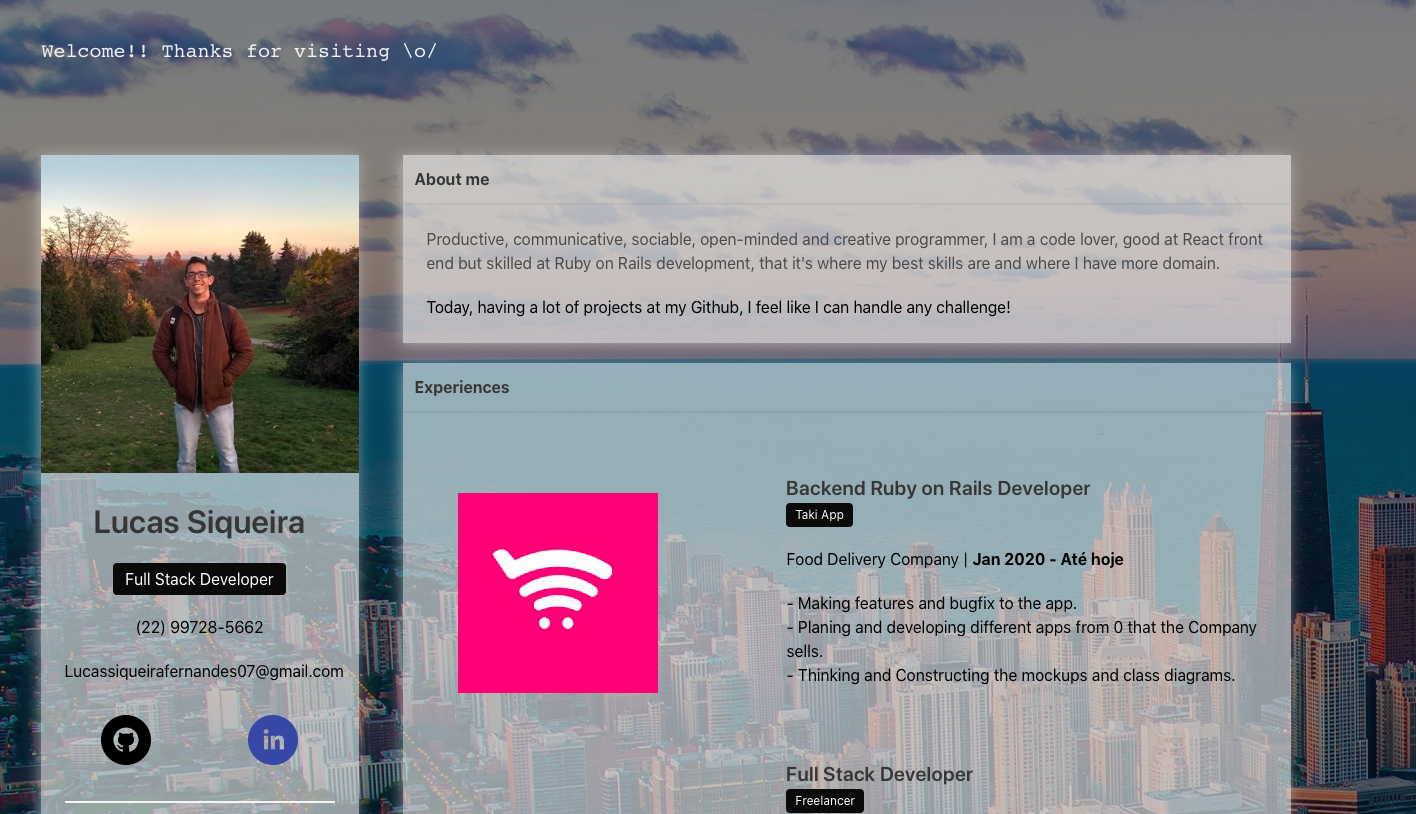 Welcome!! Thanks for visiting \o/
Lucas Siqueira
Full Stack Developer
(22) 99728-5662
Lucassiqueirafernandes07@gmail.com
in
About me
Productive, communicative, sociable, open-minded and creative programmer, I am a code lover, good at React front
end but skilled at Ruby on Rails development, that it's where my best skills are and where I have more domain.
Today, having a lot of projects at my Github, I feel like I can handle any challenge!
Experiences
Backend Ruby on Rails Developer
Taki App
Food Delivery Company | Jan 2020 - Até hoje
- Making features and bugfix to the app.
- Planing and developing different apps from 0 that the Company
sells.
- Thinking and Constructing the mockups and class diagrams.
Full Stack Developer
Freelancer